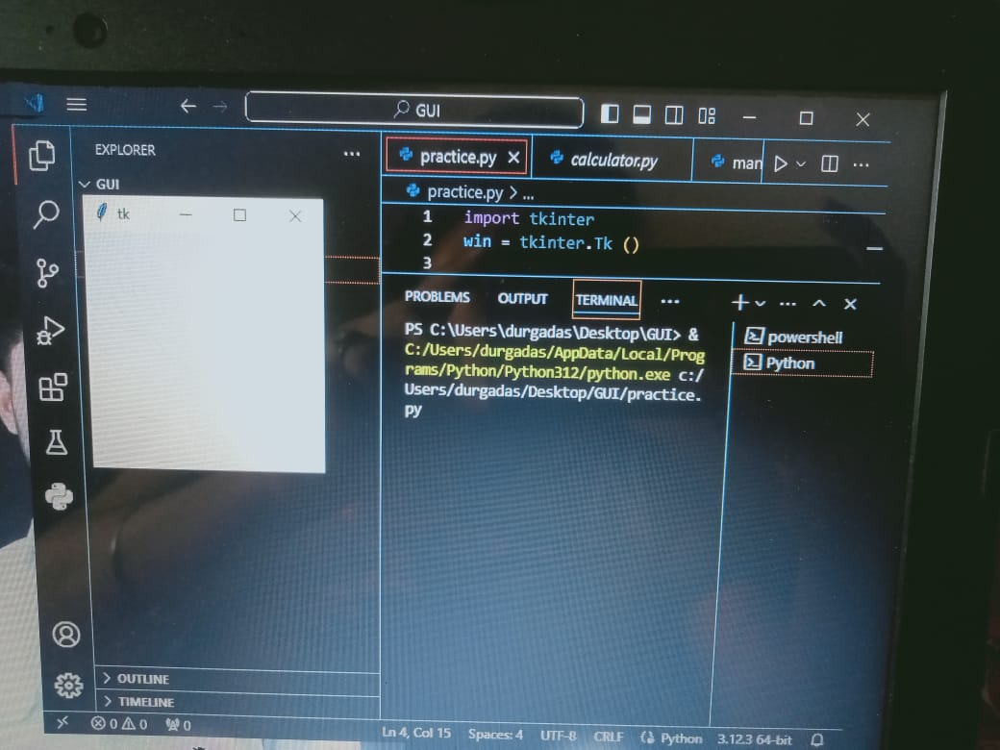 GUI
EXPLORER
GUI
tk
practice.py
calculator.py
man
practice.py > ...
1 import tkinter
2 win = tkinter.Tk ()
3
PROBLEMS OUTPUT TERMINAL ...
PS C:\Users\durgadas\Desktop\GUI> &
C:/Users/durgadas/AppData/Local/Prog
rams/Python/Python312/python.exe c:/
Users/durgadas/Desktop/GUI/practice.
py
powershell
Python
OUTLINE
TIMELINE
0 0 0
Ln 4, Col 15 Spaces: 4 UTF-8 CRLF Python 3.12.3 64-bit